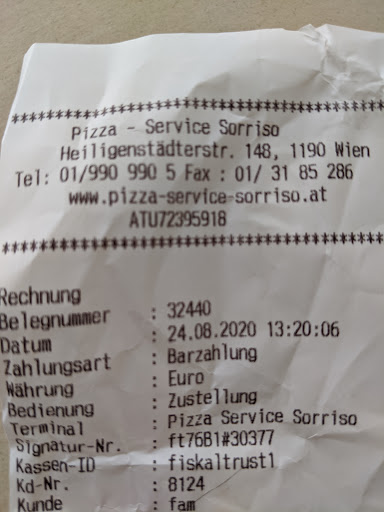 ************************************
Pizza - Service Sorriso
Heiligenstädterstr. 148, 1190 Wien
Tel: 01/990 990 5 Fax : 01/ 31 85 286
www.pizza-service-sorriso.at
ATU72395918
************************************
Rechnung
Belegnummer : 32440
Datum : 24.08.2020 13:20:06
Zahlungsart : Barzahlung
Währung : Euro
Bedienung : Zustellung
Terminal : Pizza Service Sorriso
Signatur-Nr. : ft76B1#30377
Kassen-ID : fiskaltrust1
Kd-Nr. : 8124
Kunde : fam